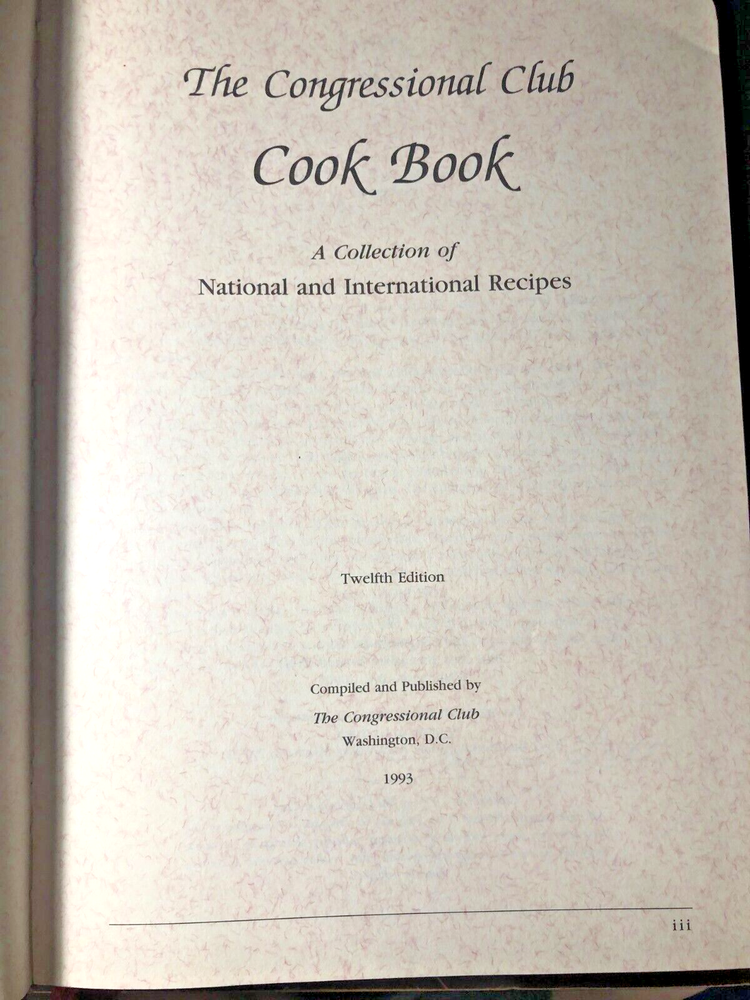 The Congressional Club
Cook Book
A Collection of
National and International Recipes
Twelfth Edition
Compiled and Published by
The Congressional Club
Washington, D.C.
1993
iii